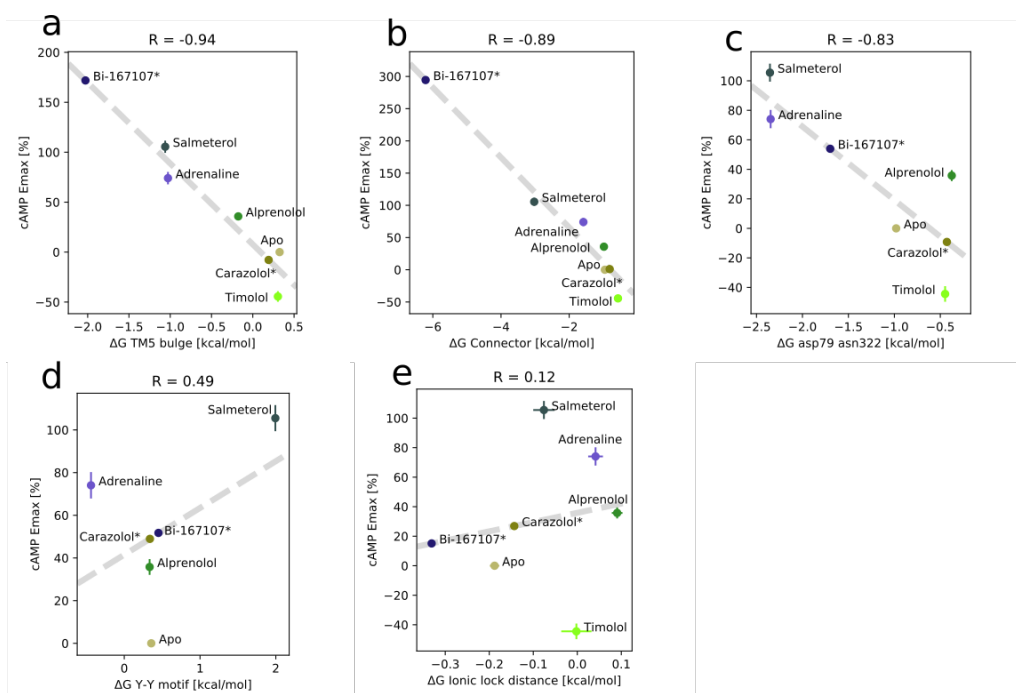 a
R = -0.94
200
150
100
50
0
−50
cAMP Emax [%]
Bi-167107*
Salmeterol
Adrenaline
Alprenolol
Apo
Carazolol*
Timolol
−2.0 −1.5 −1.0 −0.5 0.0 0.5
ΔG TM5 bulge [kcal/mol]
b
R = -0.89
300
250
200
150
100
50
0
−50
cAMP Emax [%]
Bi-167107*
Salmeterol
Adrenaline
Alprenolol
Apo
Carazolol*
Timolol
−6 −4 −2
ΔG Connector [kcal/mol]
c
R = -0.83
100
80
60
40
20
0
−20
−40
cAMP Emax [%]
Salmeterol
Adrenaline
Bi-167107*
Alprenolol
Apo
Carazolol*
Timolol
−2.5 −2.0 −1.5 −1.0 −0.5
ΔG asp79 asn322 [kcal/mol]
d
R = 0.49
100
80
60
40
20
0
cAMP Emax [%]
Salmeterol
Adrenaline
Carazolol*
Bi-167107*
Alprenolol
Apo
0 1 2
ΔG Y-Y motif [kcal/mol]
e
R = 0.12
100
80
60
40
20
0
−20
−40
cAMP Emax [%]
Salmeterol
Adrenaline
Alprenolol
Carazolol*
Bi-167107*
Apo
Timolol
−0.3 −0.2 −0.1 0.0 0.1
ΔG Ionic lock distance [kcal/mol]